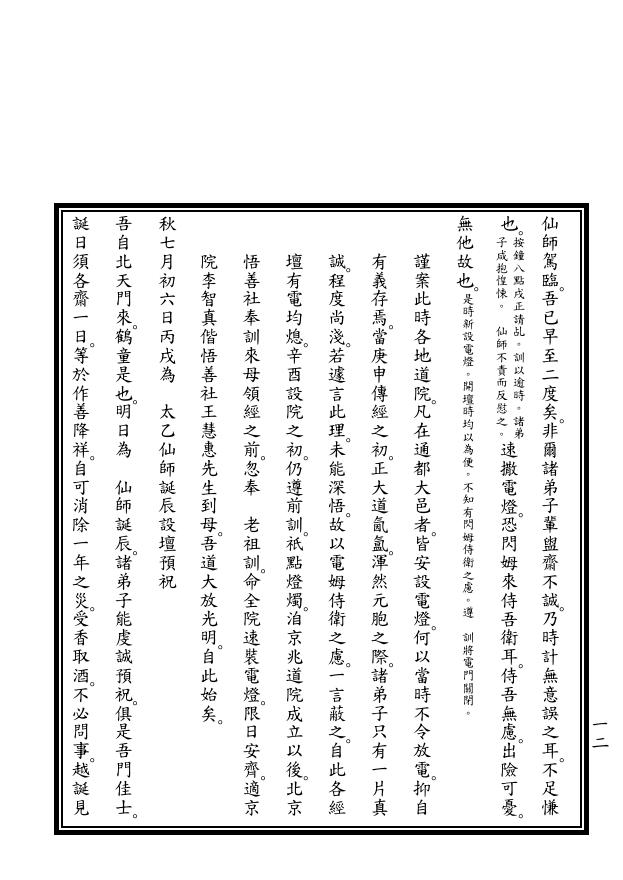 仙師駕臨。吾已早至二度矣。非爾諸弟子輩盥齋不誠。乃時計無意誤之耳。不足慊
也。按鐘八點戌正請乩。訓以逾時。諸弟子咸抱惶悚。 仙師不責而反慰之。速撒電燈。恐閃姆來侍吾衛耳。侍吾無慮。出險可憂。
無他故也。是時新設電燈。開壇時均以為便。不知有閃姆侍衛之慮。遵 訓將電門關閉。
謹案此時各地道院。凡在通都大邑者。皆安設電燈。何以當時不令放電。抑自
有義存焉。當庚申傳經之初。正大道氤氳。渾然元胞之際。諸弟子只有一片真
誠。程度尚淺。若遽言此理。未能深悟。故以電姆侍衛之慮。一言蔽之。自此各經
壇有電均熄。辛酉設院之初。仍遵前訓。祇點燈燭。洎京兆道院成立以後。北京
悟善社奉訓來母領經之前。忽奉 老祖訓。命全院速裝電燈。限日安齊。適京
院李智真偕悟善社王慧惠先生到母。吾道大放光明。自此始矣。
秋七月初六日丙戌為 太乙仙師誕辰設壇預祝
吾自北天門來。鶴童是也。明日為 仙師誕辰。諸弟子能虔誠預祝。俱是吾門佳士。
誕日須各齋一日。等於作善降祥。自可消除一年之災。受香取酒。不必問事。越誕見
一二